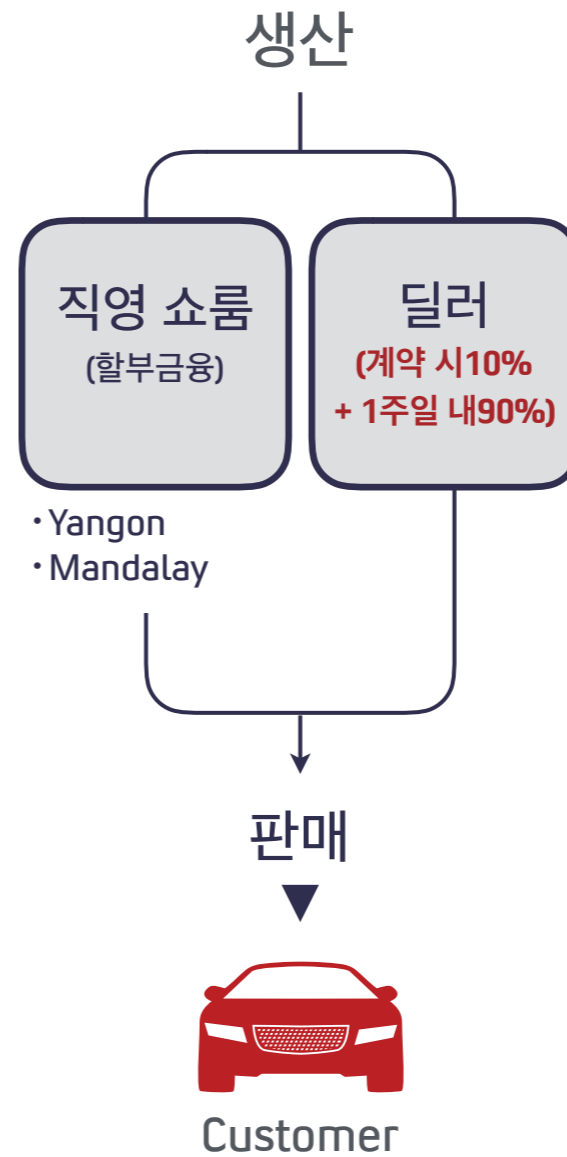 생산
직영 쇼룸
(할부금융)
딜러
(계약 시10%
+ 1주일 내90%)
· Yangon
· Mandalay
판매
Customer